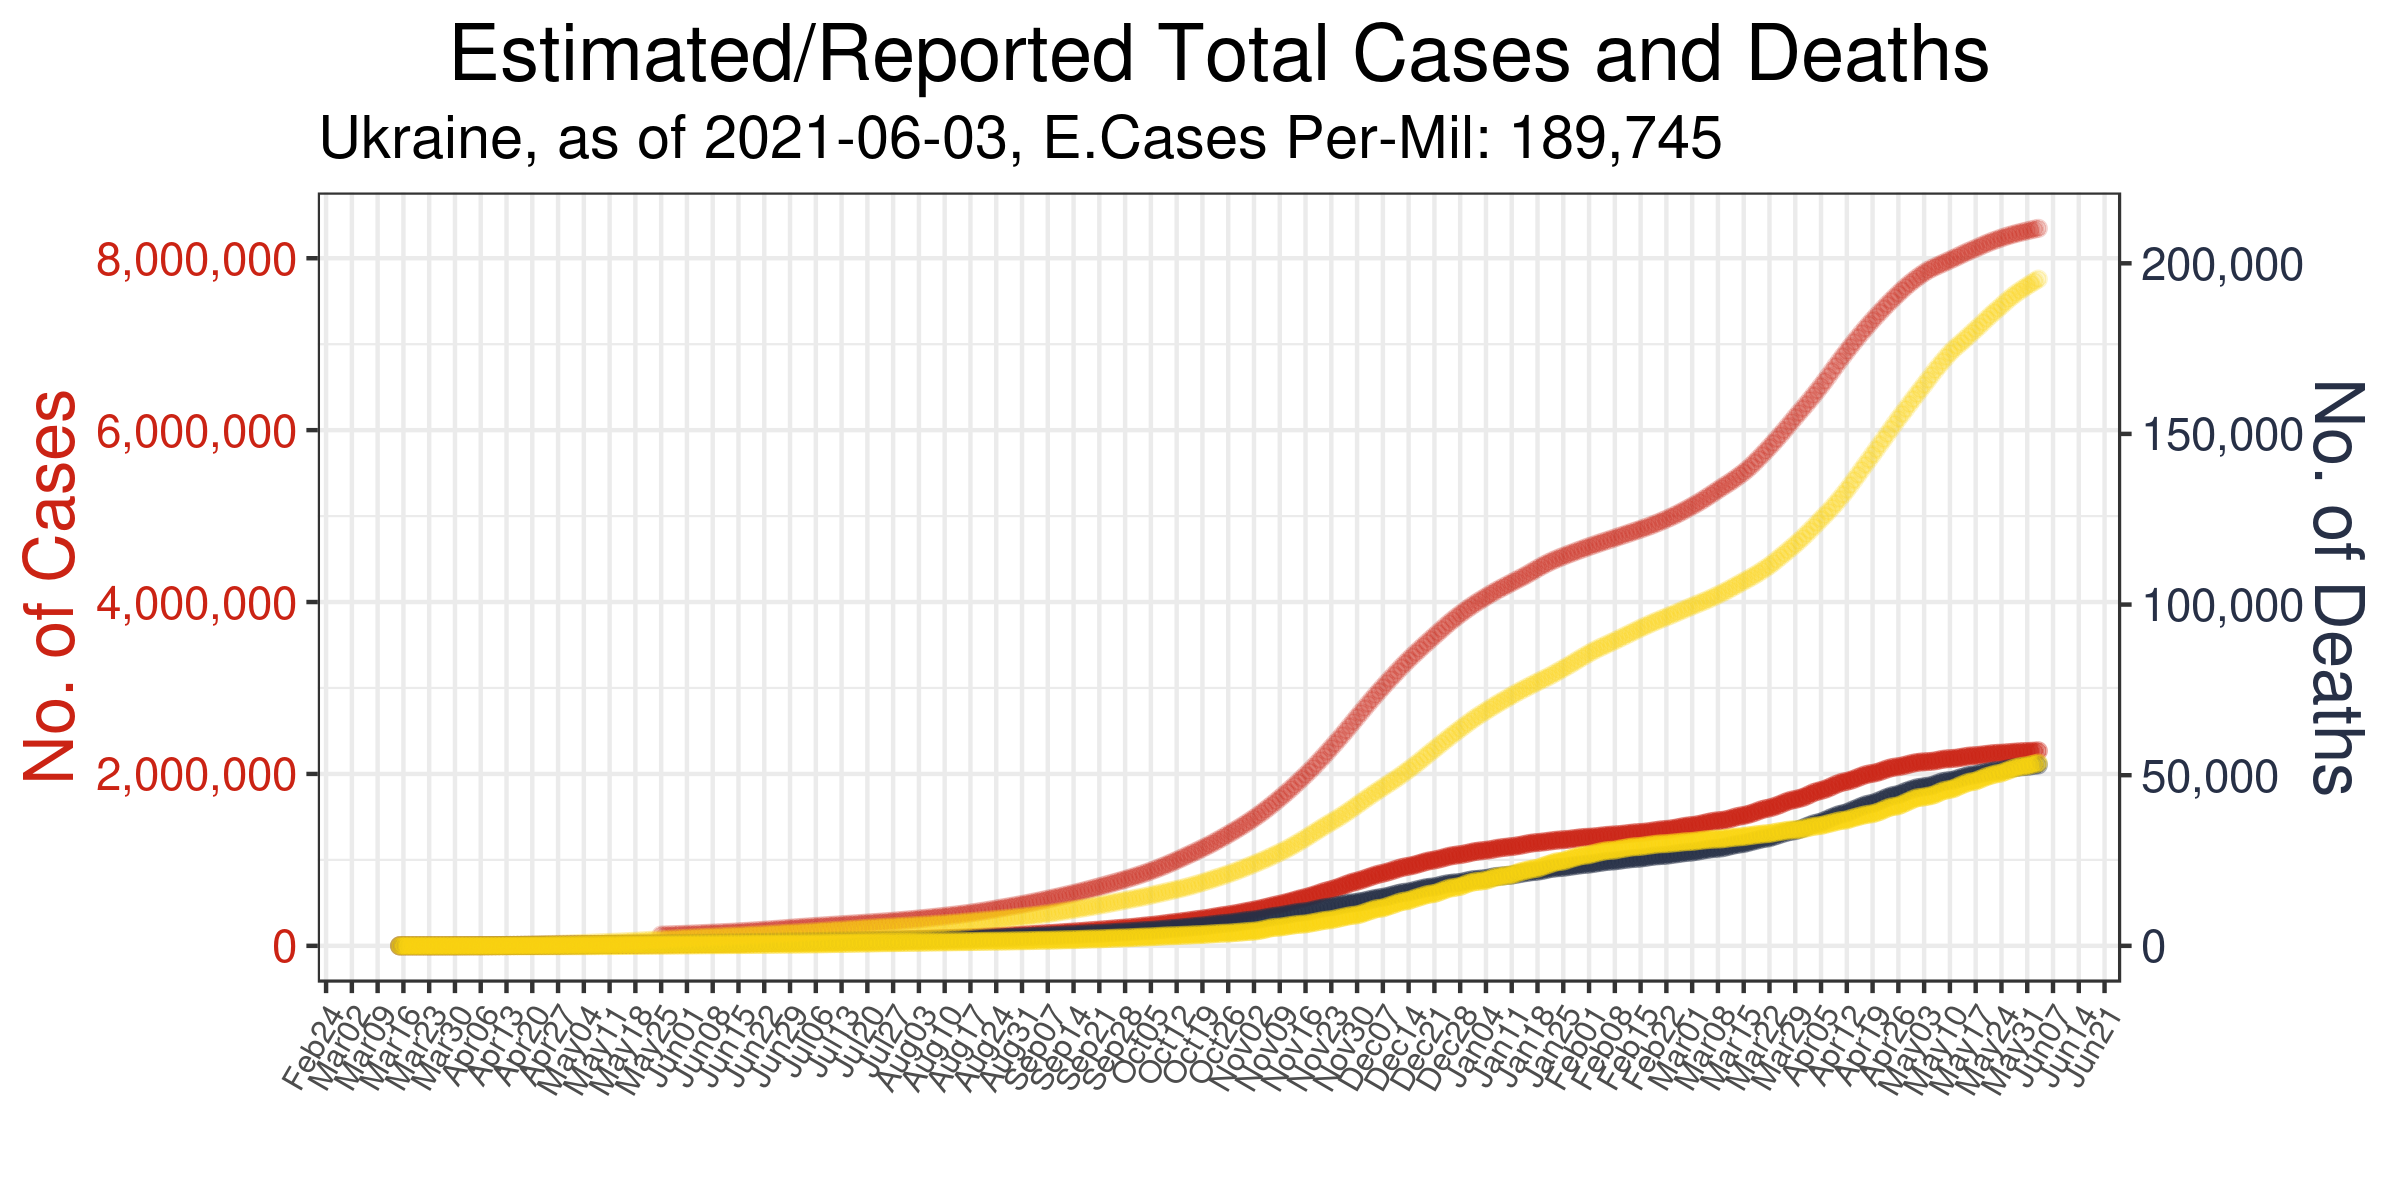 Estimated/Reported Total Cases and Deaths
Ukraine, as of 2021-06-03, E.Cases Per-Mil: 189,745
No. of Cases
8,000,000
6,000,000
4,000,000
2,000,000
0
200,000
150,000
100,000
50,000
0
No. of Deaths
Feb24
Mar02
Mar09
Mar16
Mar23
Mar30
Apr06
Apr13
Apr20
Apr27
May04
May11
May18
May25
Jun01
Jun08
Jun15
Jun22
Jun29
Jul06
Jul13
Jul20
Jul27
Aug03
Aug10
Aug17
Aug24
Aug31
Sep07
Sep14
Sep21
Sep28
Oct05
Oct12
Oct19
Oct26
Nov02
Nov09
Nov16
Nov23
Nov30
Dec07
Dec14
Dec21
Dec28
Jan04
Jan11
Jan18
Jan25
Feb01
Feb08
Feb15
Feb22
Mar01
Mar08
Mar15
Mar22
Mar29
Apr05
Apr12
Apr19
Apr26
May03
May10
May17
May24
May31
Jun07
Jun14
Jun21